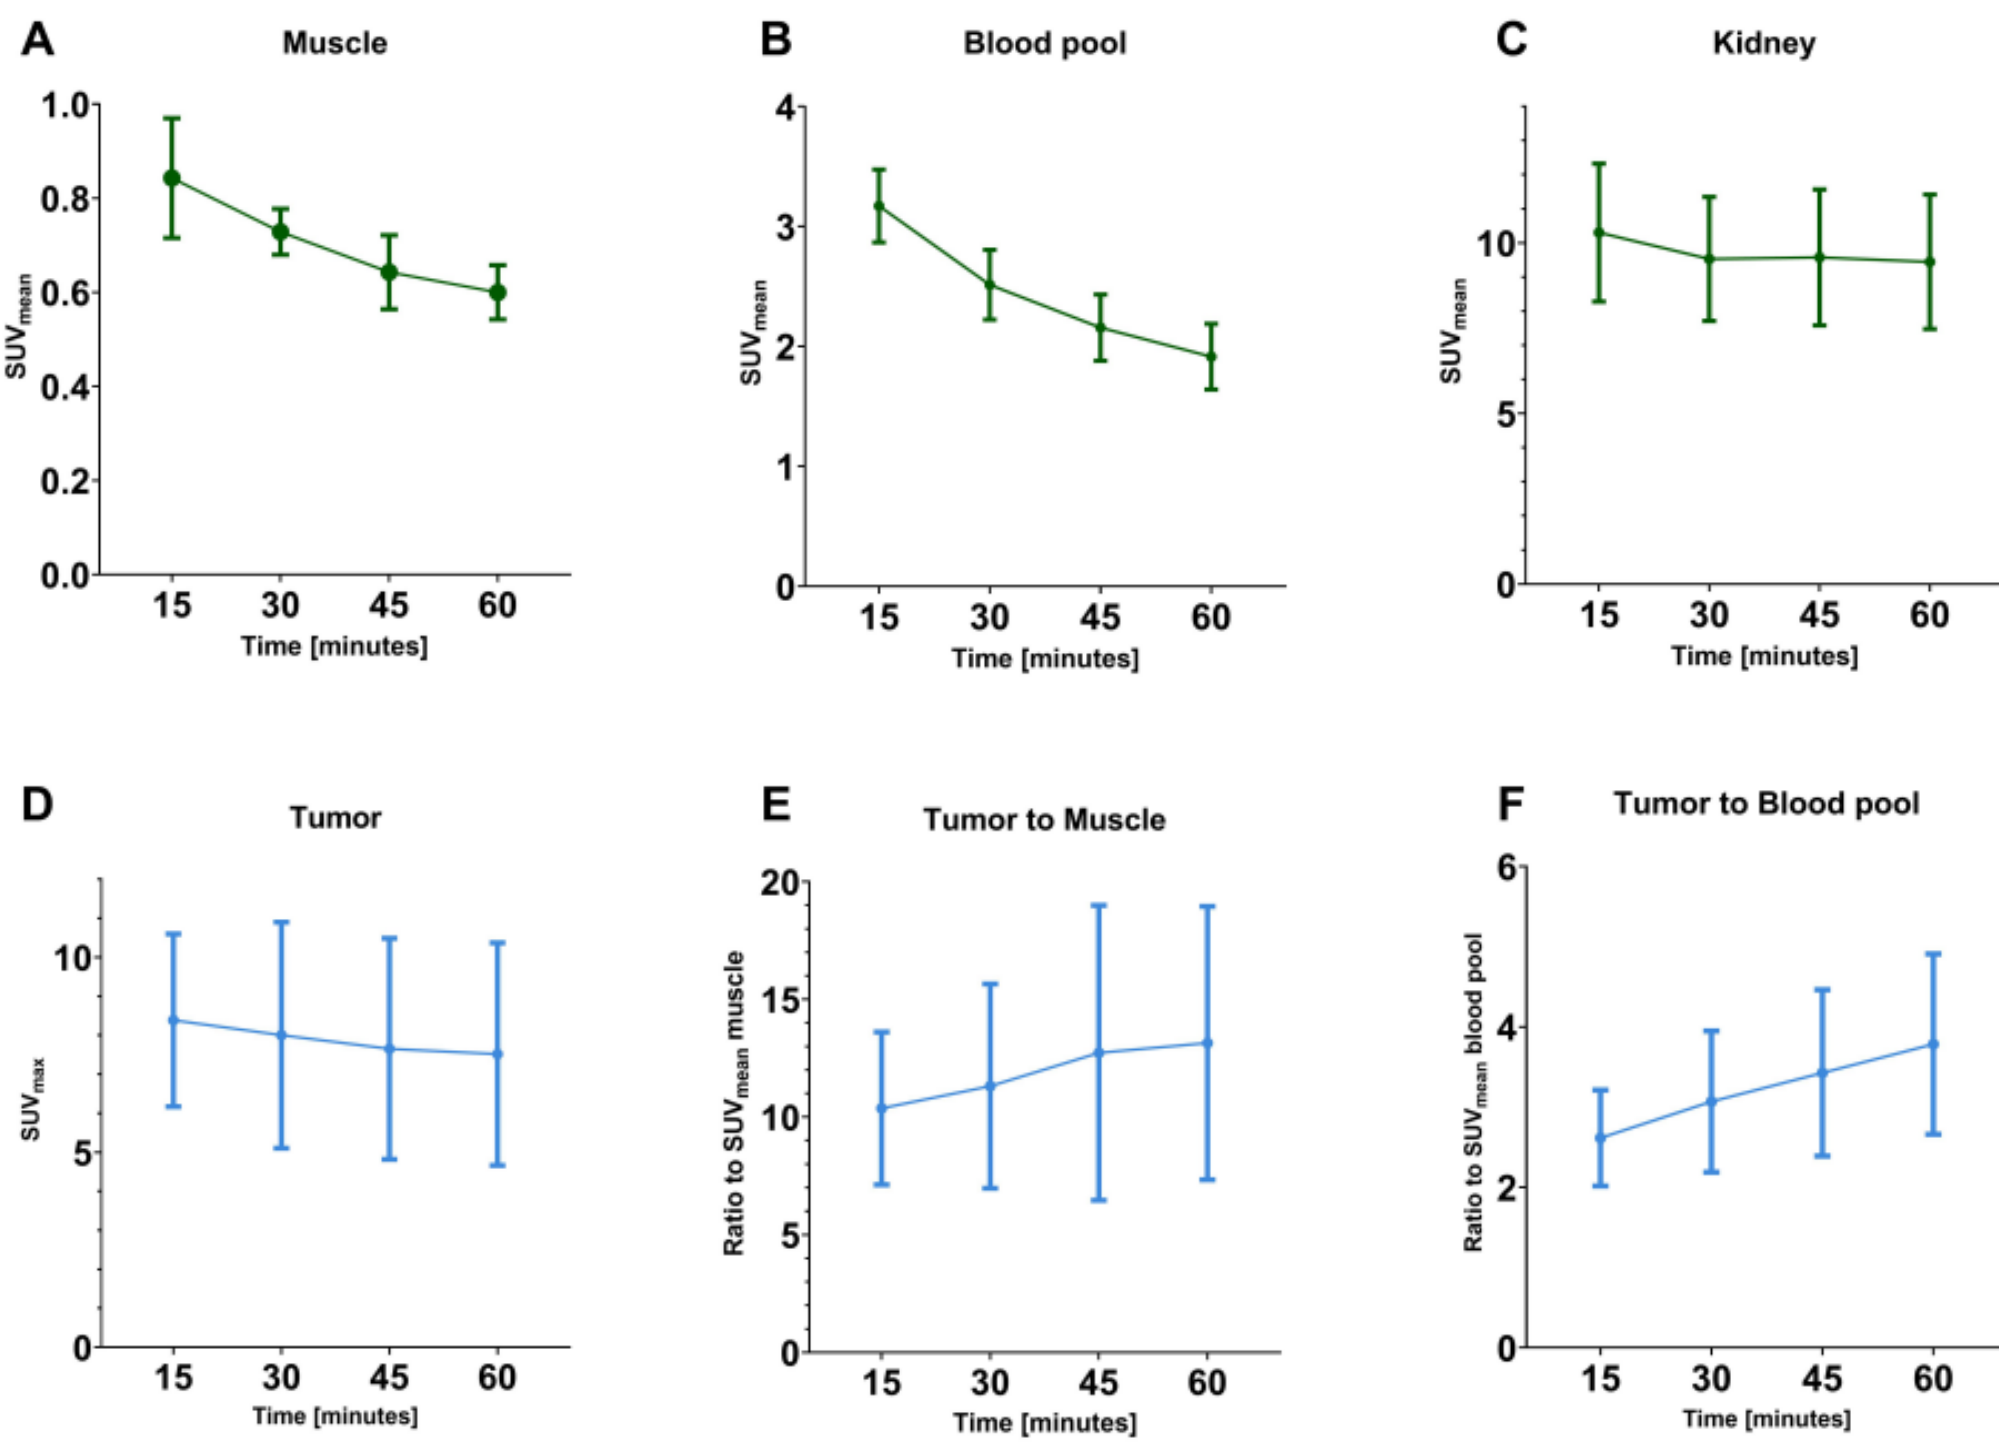 A Muscle
SUVmean
1.0
0.8
0.6
0.4
0.2
0.0
15 30 45 60
Time [minutes]
B Blood pool
SUVmean
4
3
2
1
0
15 30 45 60
Time [minutes]
C Kidney
SUVmean
10
5
0
15 30 45 60
Time [minutes]
D Tumor
SUVmax
10
5
0
15 30 45 60
Time [minutes]
E Tumor to Muscle
Ratio to SUVmean muscle
20
15
10
5
0
15 30 45 60
Time [minutes]
F Tumor to Blood pool
Ratio to SUVmean blood pool
6
4
2
0
15 30 45 60
Time [minutes]